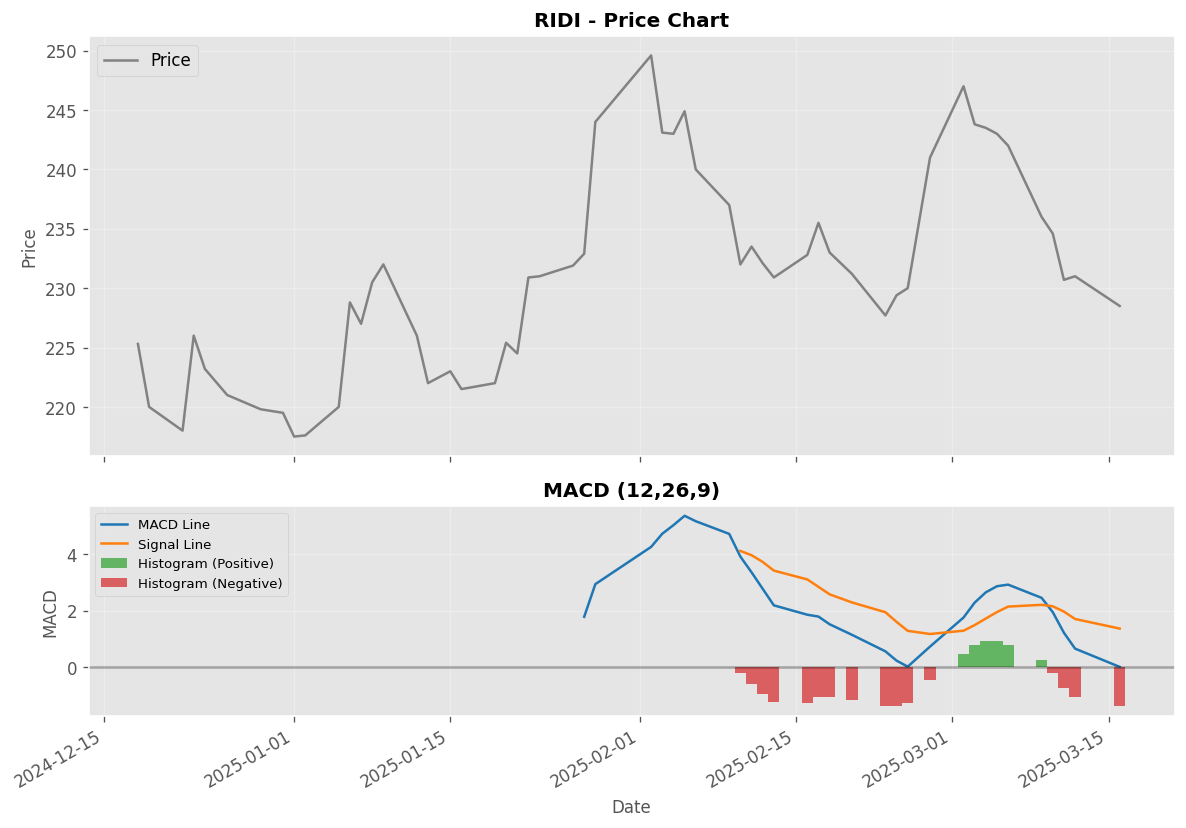 RIDI - Price Chart
Price
250
245
240
235
230
225
220
Price
MACD (12,26,9)
MACD Line
Signal Line
Histogram (Positive)
Histogram (Negative)
4
2
0
MACD
2024-12-15
2025-01-01
2025-01-15
2025-02-01
2025-02-15
2025-03-01
2025-03-15
Date